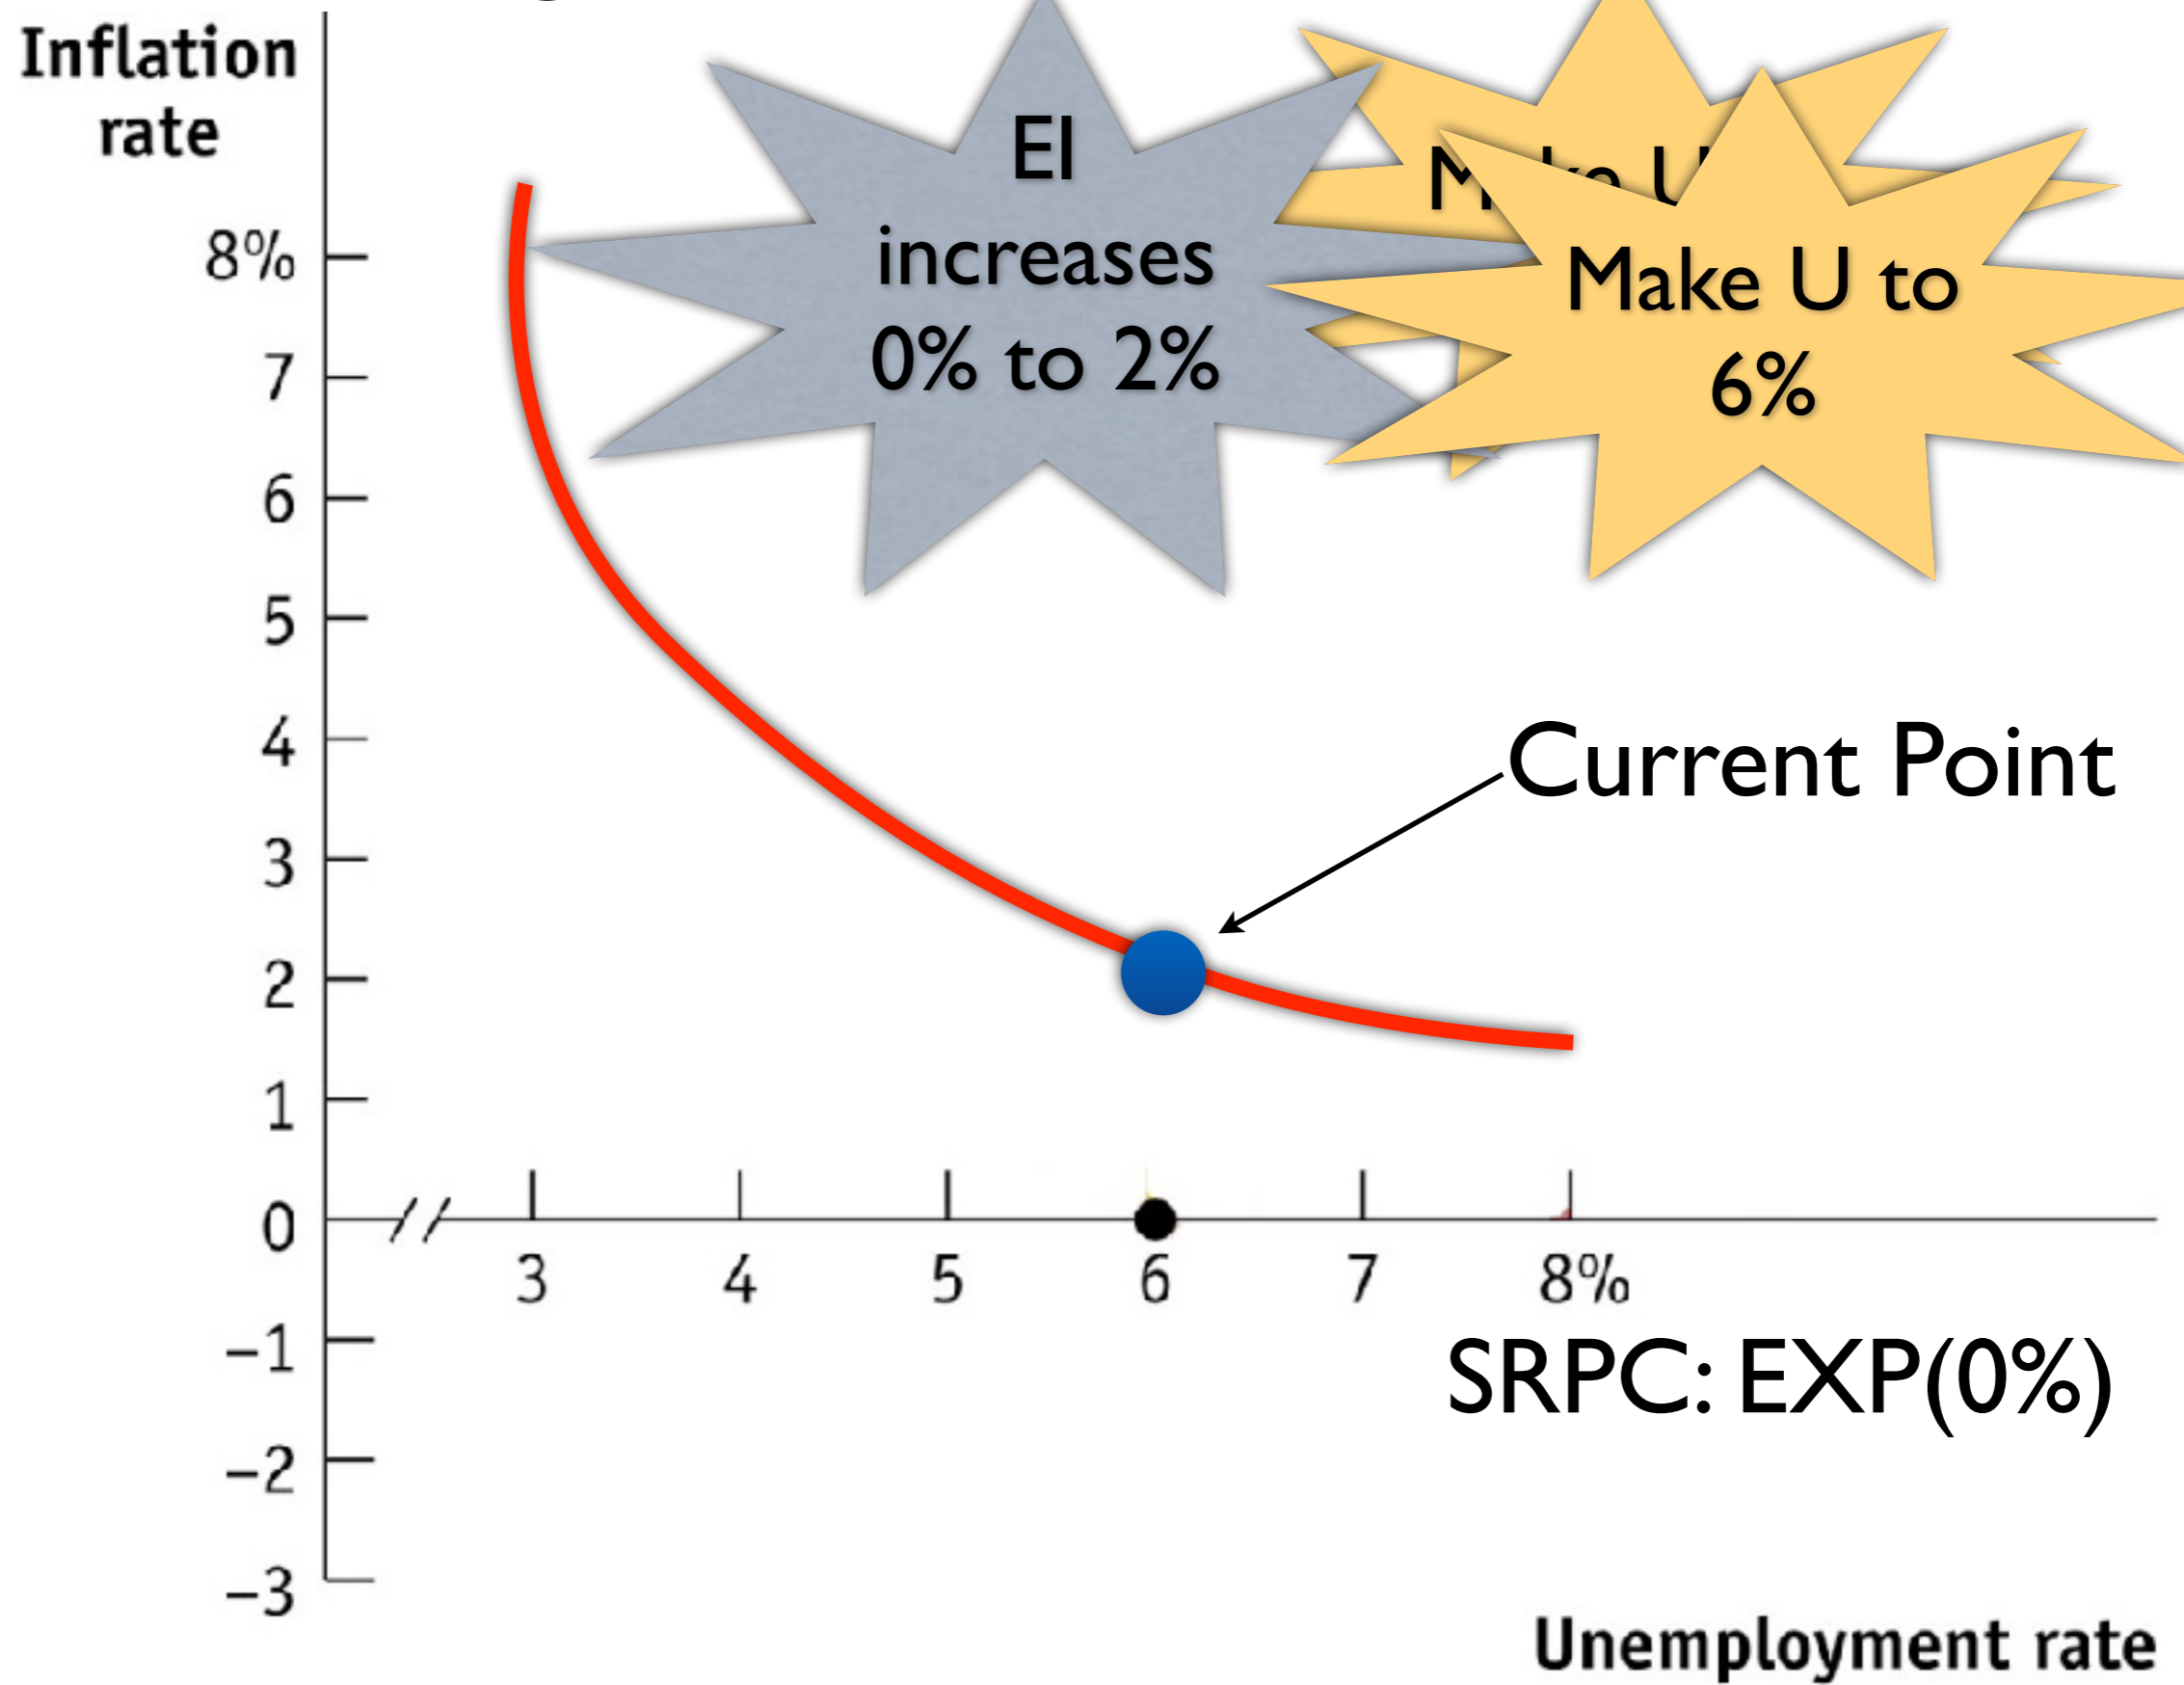 Inflation
rate
EI
increases
0% to 2%
Make U to
6%
8%
7
6
5
4
3
2
1
0
-1
-2
-3
Current Point
3 4 5 6 7 8%
SRPC: EXP(0%)
Unemployment rate